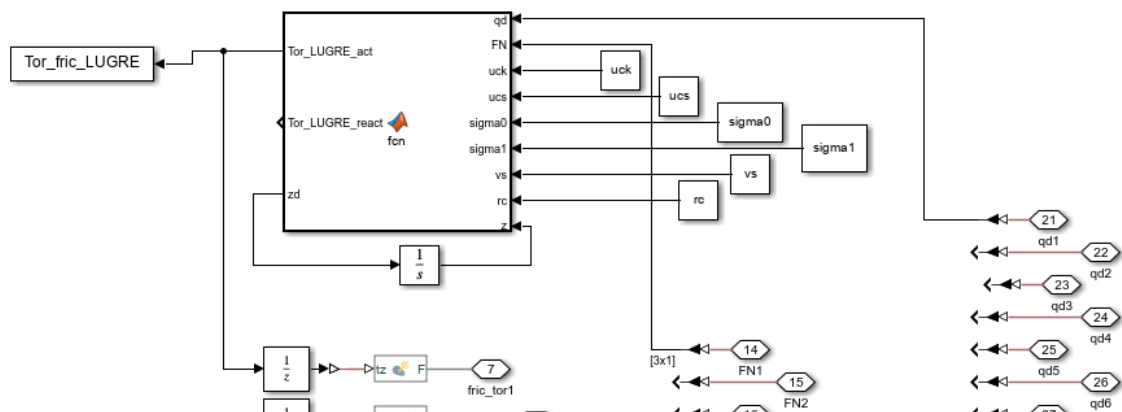 qd
FN
uck
ucs
sigma0
sigma1
vs
rc
z
Tor_LUGRE_act
Tor_LUGRE_react
fcn
zd
Tor_fric_LUGRE
uck
ucs
sigma0
sigma1
vs
rc
1
s
21
qd1
22
qd2
23
qd3
24
qd4
25
qd5
26
qd6
[3x1]
14
FN1
15
FN2
1
z
tz
F
7
fric_tor1